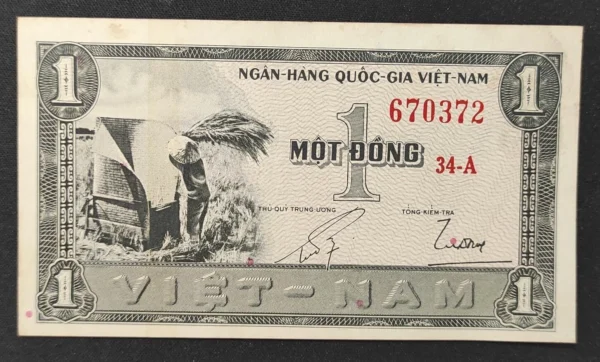 1 1
NGÂN-HÀNG QUỐC-GIA VIỆT-NAM
670372
1
MỘT ĐỒNG
34-A
THỦ-QUỸ TRUNG-ƯƠNG TỔNG-KIỂM-TRA
1 VIỆT-NAM 1